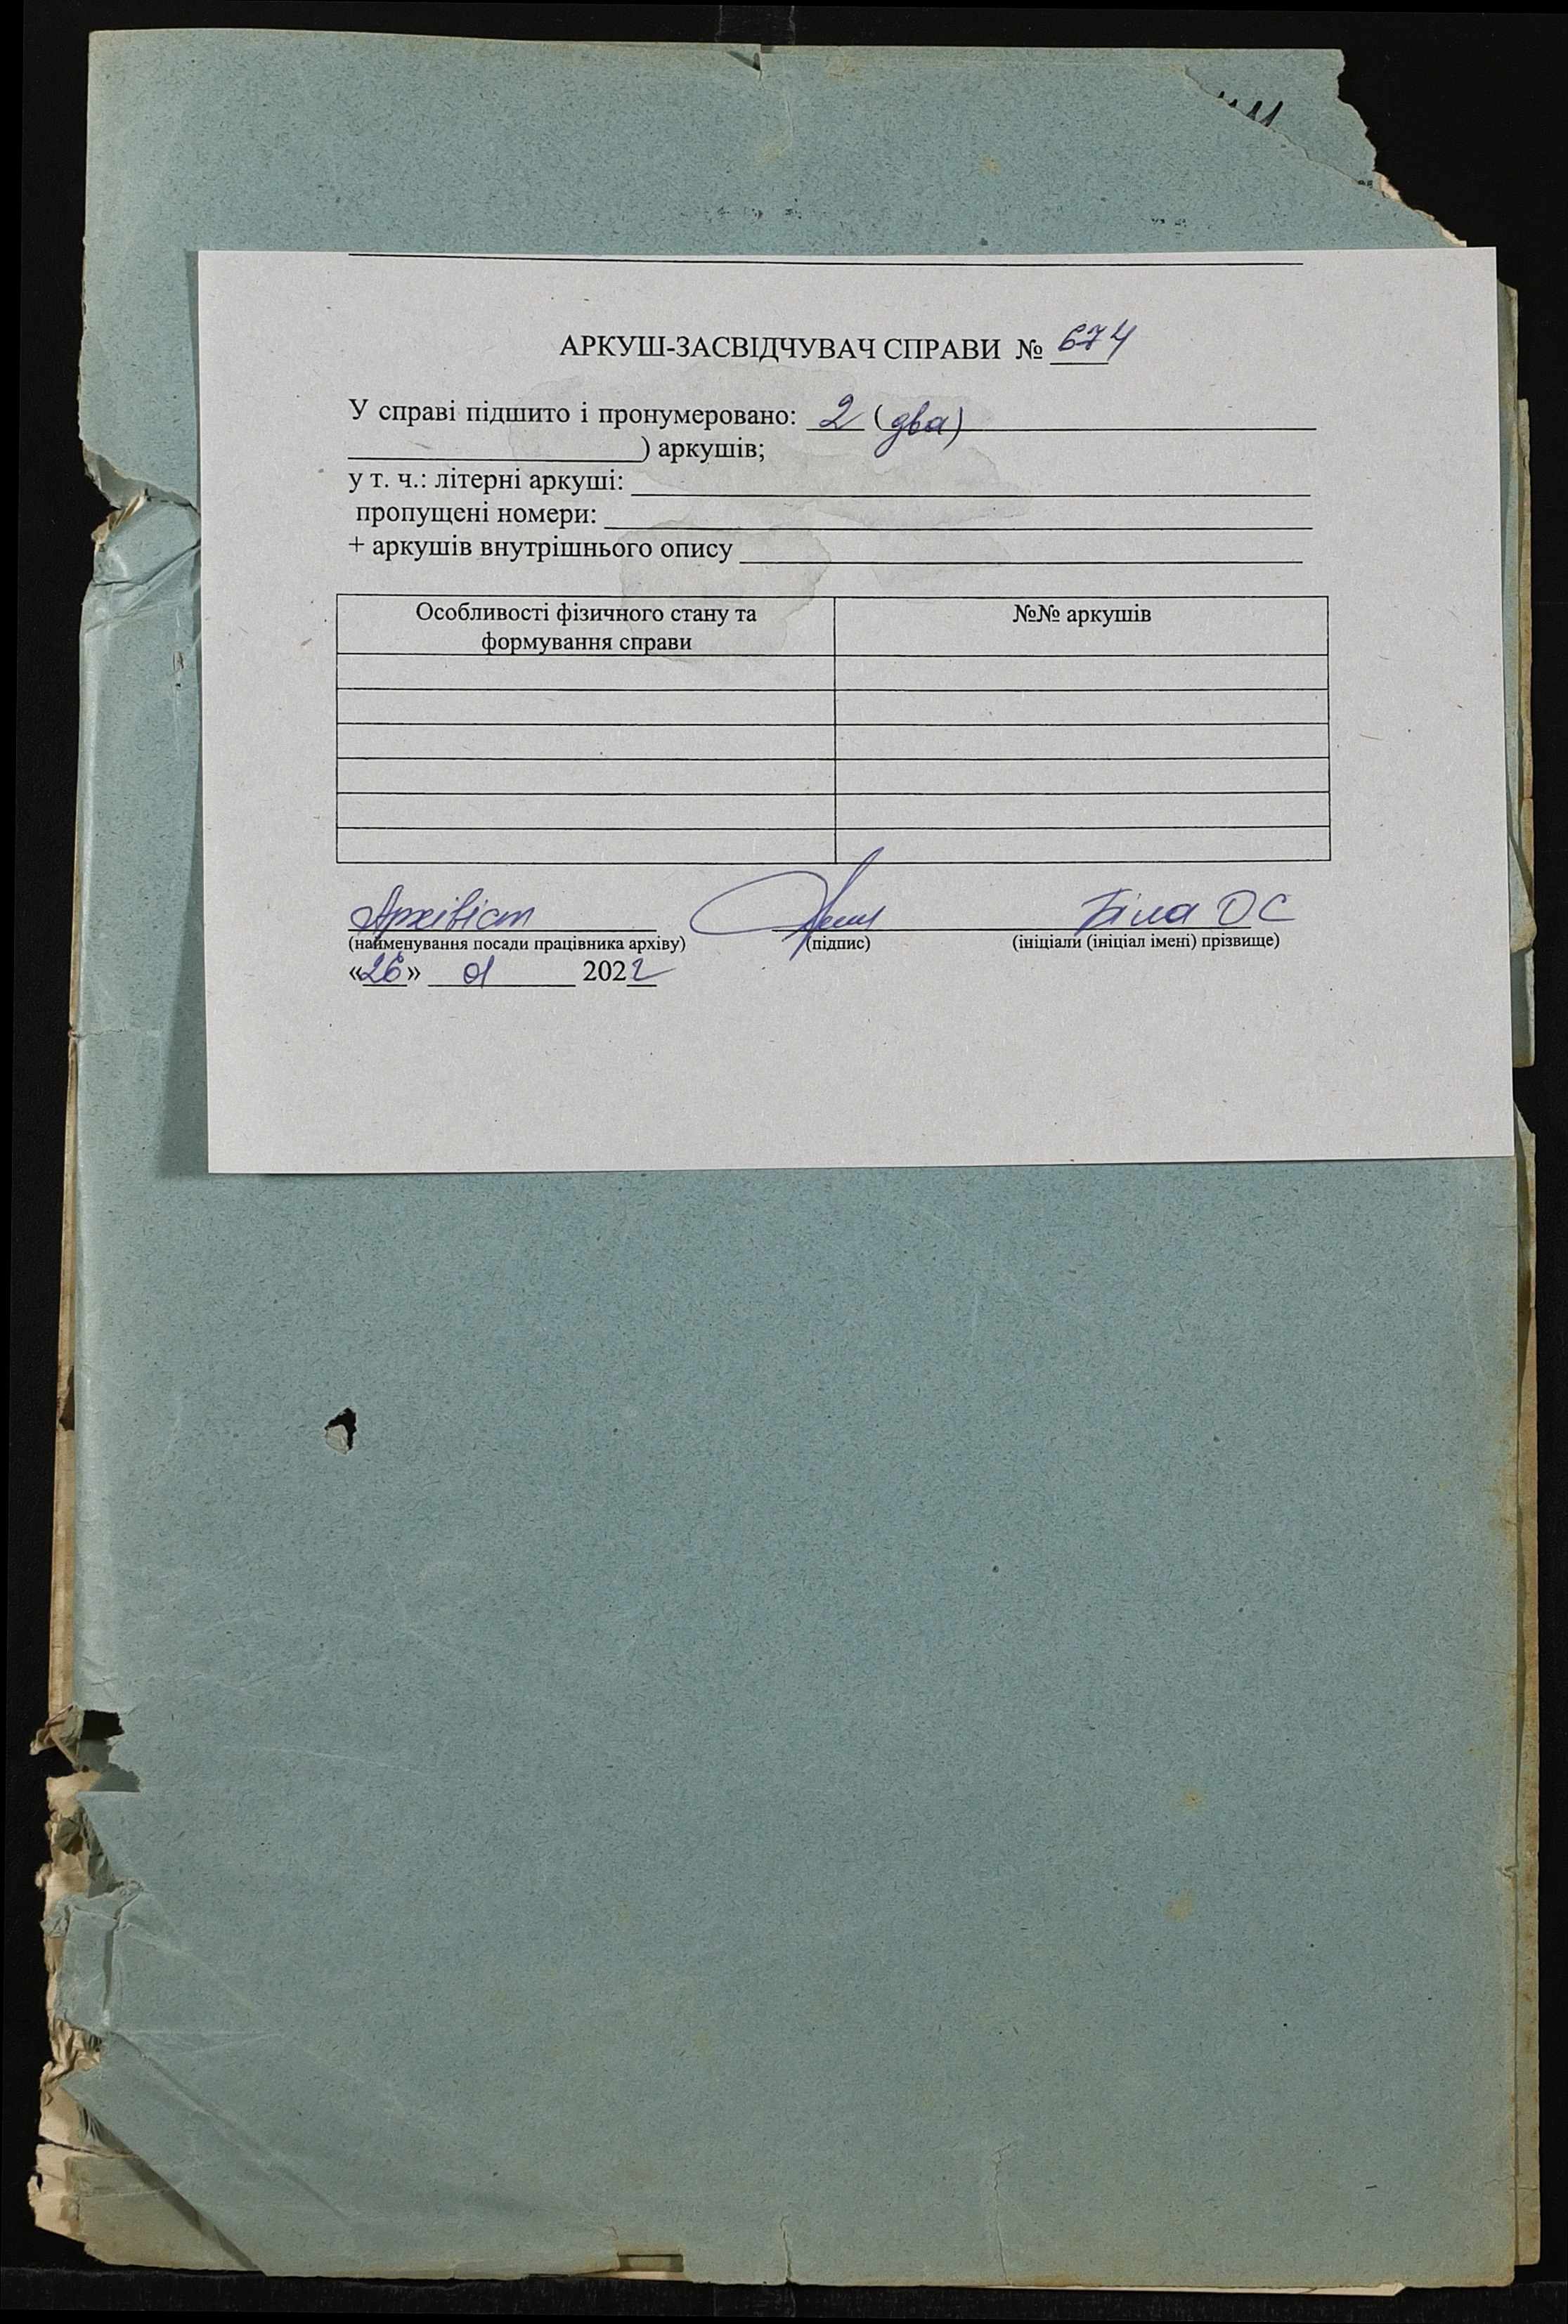 АРКУШ-ЗАСВІДЧУВАЧ СПРАВИ № 674
У справі підшито і пронумеровано: 2 (два)
) аркушів;
у т. ч.: літерні аркуші:
пропущені номери:
+ аркушів внутрішнього опису
Особливості фізичного стану та формування справи №№ аркушів
Архівіст Біла ОС
(найменування посади працівника архіву) (підпис) (ініціали (ініціал імені) прізвище)
«26» 01 2022